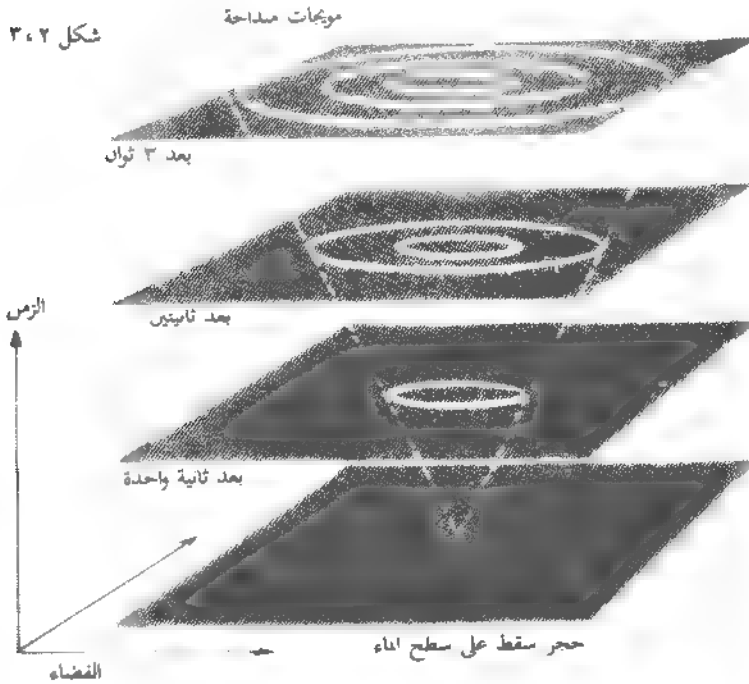 مويجات منداحة
شكل ٣،٢
بعد ٣ ثوان
الزمن
بعد ثانيتين
بعد ثانية واحدة
حجر سقط على سطح الماء
الفضاء